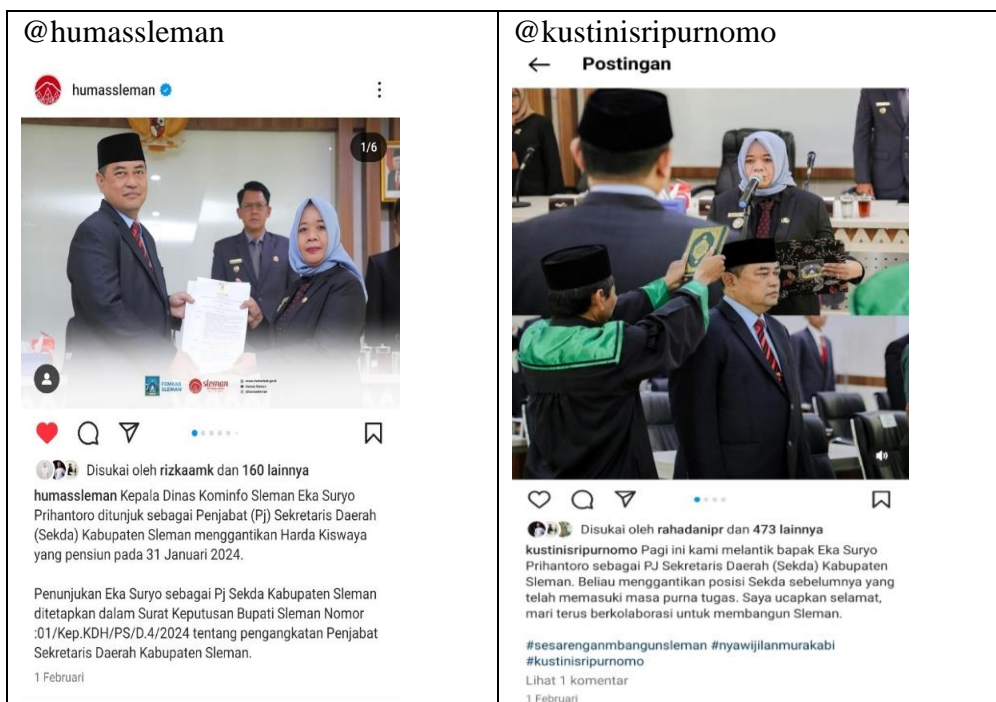 @humassleman
humassleman
1/6
PEMKAB
SLEMAN
sleman
Disukai oleh rizkaamk dan 160 lainnya
humassleman Kepala Dinas Kominfo Sleman Eka Suryo
Prihantoro ditunjuk sebagai Penjabat (Pj) Sekretaris Daerah
(Sekda) Kabupaten Sleman menggantikan Harda Kiswaya
yang pensiun pada 31 Januari 2024.
Penunjukan Eka Suryo sebagai Pj Sekda Kabupaten Sleman
ditetapkan dalam Surat Keputusan Bupati Sleman Nomor
:01/Kep.KDH/PS/D.4/2024 tentang pengangkatan Penjabat
Sekretaris Daerah Kabupaten Sleman.
1 Februari
@kustinisripurnomo
Postingan
Disukai oleh rahadanipr dan 473 lainnya
kustinisripurnomo Pagi ini kami melantik bapak Eka Suryo
Prihantoro sebagai PJ Sekretaris Daerah (Sekda) Kabupaten
Sleman. Beliau menggantikan posisi Sekda sebelumnya yang
telah memasuki masa purna tugas. Saya ucapkan selamat,
mari terus berkolaborasi untuk membangun Sleman.
#sesarenganmbangunsleman #nyawijilanmurakabi
#kustinisripurnomo
Lihat 1 komentar
1 Februari